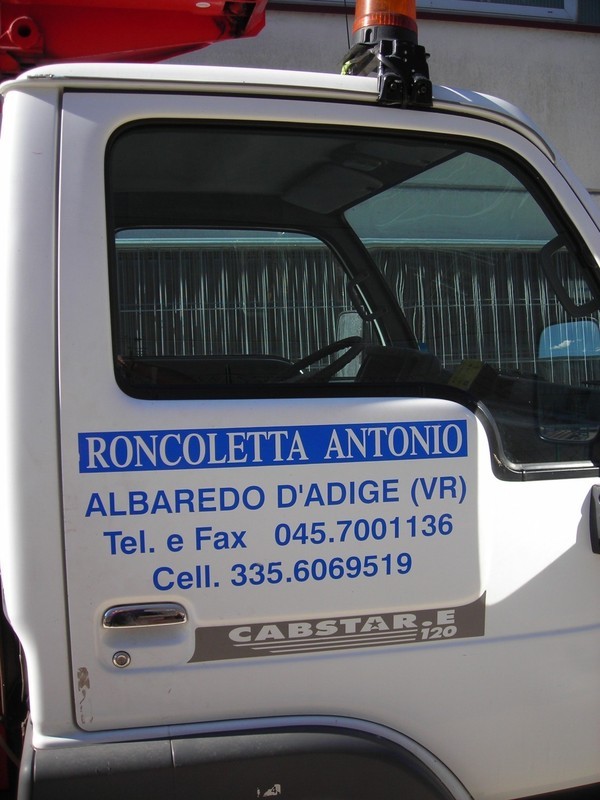 RONCOLETTA ANTONIO
ALBAREDO D'ADIGE (VR)
Tel. e Fax 045.7001136
Cell. 335.6069519
CABSTAR.E
120